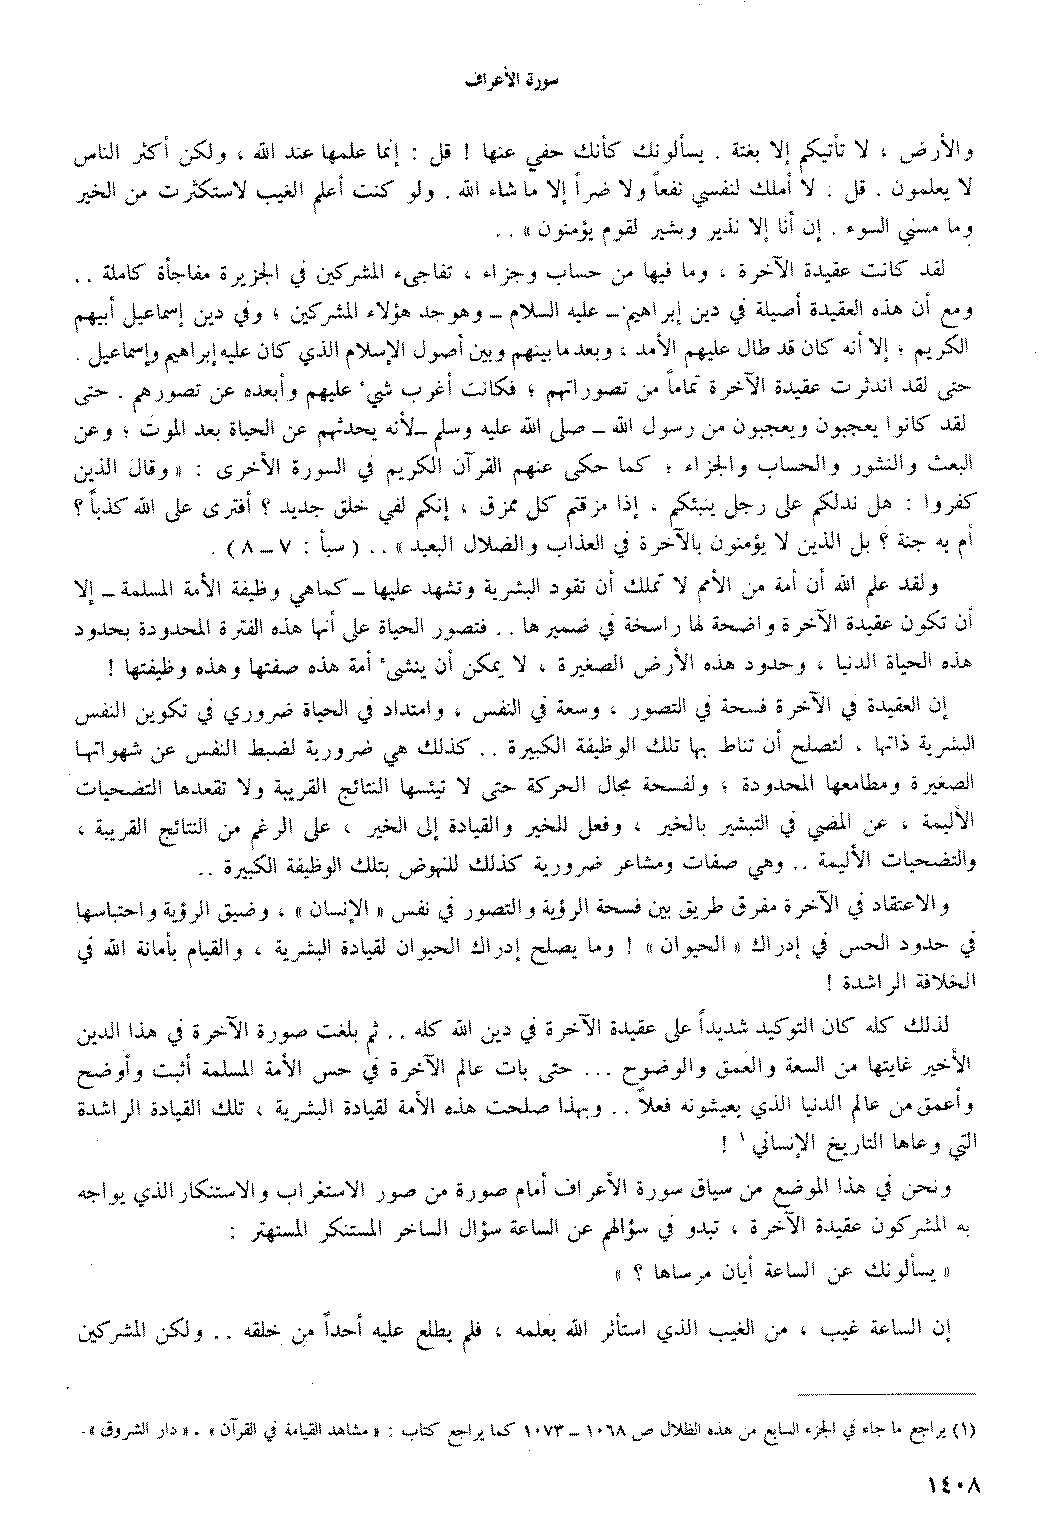 سورة الأعراف
والأرض ، لا تأتيكم إلا بغتة . يسألونك كأنك حفي عنها ! قل : إنما علمها عند الله ، ولكن أكثر الناس
لا يعلمون . قل : لا أملك لنفسي نفعاً ولا ضراً إلا ما شاء الله . ولو كنت أعلم الغيب لاستكثرت من الخير
وما مسني السوء . إن أنا إلا نذير وبشير لقوم يؤمنون » ..
لقد كانت عقيدة الآخرة ، وما فيها من حساب وجزاء ، تفاجىء المشركين في الجزيرة مفاجأة كاملة ..
ومع أن هذه العقيدة أصيلة في دين إبراهيم – عليه السلام – وهو جد هؤلاء المشركين ؛ وفي دين إسماعيل أبيهم
الكريم ؛ إلا أنه كان قد طال عليهم الأمد ، وبعد ما بينهم وبين أصول الإسلام الذي كان عليه إبراهيم وإسماعيل .
حتى لقد اندثرت عقيدة الآخرة تماماً من تصوراتهم ؛ فكانت أغرب شيء عليهم وأبعده عن تصورهم . حتى
لقد كانوا يعجبون ويعجبون من رسول الله – صلى الله عليه وسلم – لأنه يحدثهم عن الحياة بعد الموت ؛ وعن
البعث والنشور والحساب والجزاء ؛ كما حكى عنهم القرآن الكريم في السورة الأخرى : « وقال الذين
كفروا : هل ندلكم على رجل ينبئكم ، إذا مزقتم كل ممزق ، إنكم لفي خلق جديد ؟ أفترى على الله كذباً ؟
أم به جنة ؟ بل الذين لا يؤمنون بالآخرة في العذاب والضلال البعيد » .. ( سبأ : ٧ – ٨ ) .
ولقد علم الله أن أمة من الأمم لا تملك أن تقود البشرية وتشهد عليها – كما هي وظيفة الأمة المسلمة – إلا
أن تكون عقيدة الآخرة واضحة لها راسخة في ضميرها .. فتصور الحياة على أنها هذه الفترة المحدودة بحدود
هذه الحياة الدنيا ، وحدود هذه الأرض الصغيرة ، لا يمكن أن ينشىء أمة هذه صفتها وهذه وظيفتها !
إن العقيدة في الآخرة فسحة في التصور ، وسعة في النفس ، وامتداد في الحياة ضروري في تكوين النفس
البشرية ذاتها ، لتصلح أن تناط بها تلك الوظيفة الكبيرة .. كذلك هي ضرورية لضبط النفس عن شهواتها
الصغيرة ومطامعها المحدودة ؛ ولفسحة مجال الحركة حتى لا تيئسها النتائج القريبة ولا تقعدها التضحيات
الأليمة ، عن المضي في التبشير بالخير ، وفعل للخير والقيادة إلى الخير ، على الرغم من النتائج القريبة ،
والتضحيات الأليمة .. وهي صفات ومشاعر ضرورية كذلك للنهوض بتلك الوظيفة الكبيرة ..
والاعتقاد في الآخرة مفرق طريق بين فسحة الرؤية والتصور في نفس « الإنسان » ، وضيق الرؤية واحتباسها
في حدود الحس في إدراك « الحيوان » ! وما يصلح إدراك الحيوان لقيادة البشرية ، والقيام بأمانة الله في
الخلافة الراشدة !
لذلك كله كان التوكيد شديداً على عقيدة الآخرة في دين الله كله .. ثم بلغت صورة الآخرة في هذا الدين
الأخير غايتها من السعة والعمق والوضوح ... حتى بات عالم الآخرة في حس الأمة المسلمة أثبت وأوضح
وأعمق من عالم الدنيا الذي يعيشونه فعلاً .. وبهذا صلحت هذه الأمة لقيادة البشرية ، تلك القيادة الراشدة
التي وعاها التاريخ الإنساني ١ !
ونحن في هذا الموضع من سياق سورة الأعراف أمام صورة من صور الاستغراب والاستنكار الذي يواجه
به المشركون عقيدة الآخرة ، تبدو في سؤالهم عن الساعة سؤال الساخر المستنكر المستهتر :
« يسألونك عن الساعة أيان مرساها ؟ »
إن الساعة غيب ، من الغيب الذي استأثر الله بعلمه ، فلم يطلع عليه أحداً من خلقه .. ولكن المشركين
(١) يراجع ما جاء في الجزء السابع من هذه الظلال ص ١٠٦٨ – ١٠٧٣ كما يراجع كتاب : « مشاهد القيامة في القرآن » . « دار الشروق » .
١٤٠٨